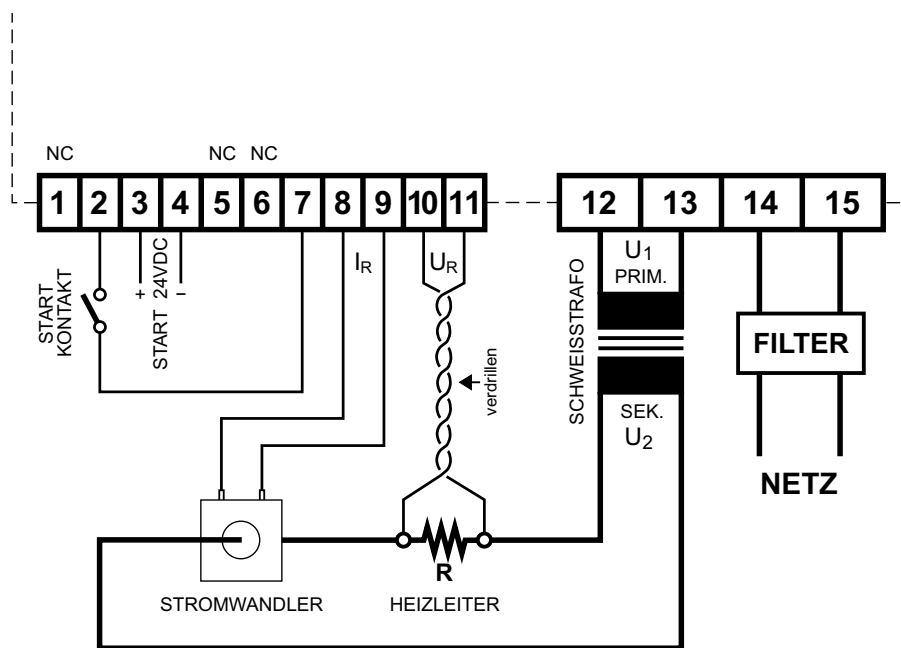 NC NC NC
1 2 3 4 5 6 7 8 9 10 11
12 13 14 15
START
KONTAKT
+ −
START 24VDC
IR
UR
verdrillen
SCHWEISSTRAFO
U1
PRIM.
SEK.
U2
FILTER
NETZ
R
STROMWANDLER
HEIZLEITER